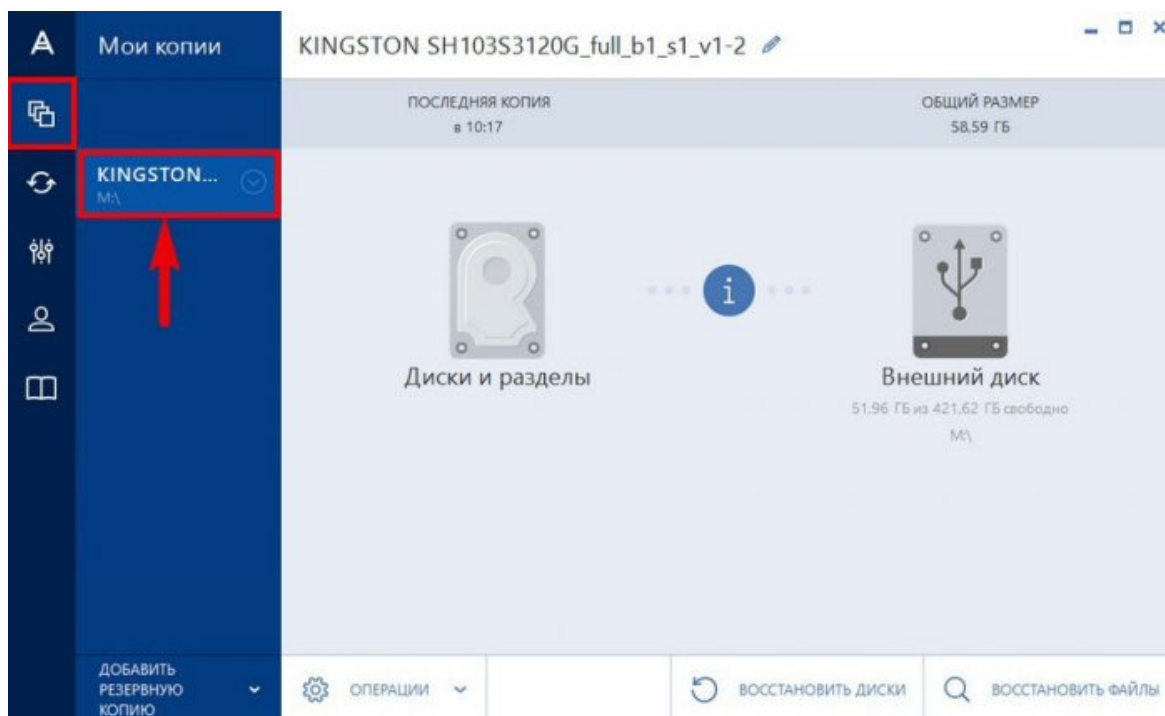 Мои копии
KINGSTON SH103S3120G_full_b1_s1_v1-2
ПОСЛЕДНЯЯ КОПИЯ
в 10:17
ОБЩИЙ РАЗМЕР
58,59 ГБ
KINGSTON...
M:\
Диски и разделы
i
Внешний диск
51,96 ГБ из 421,62 ГБ свободно
M:\
ДОБАВИТЬ
РЕЗЕРВНУЮ
КОПИЮ
ОПЕРАЦИИ
ВОССТАНОВИТЬ ДИСКИ
ВОССТАНОВИТЬ ФАЙЛЫ